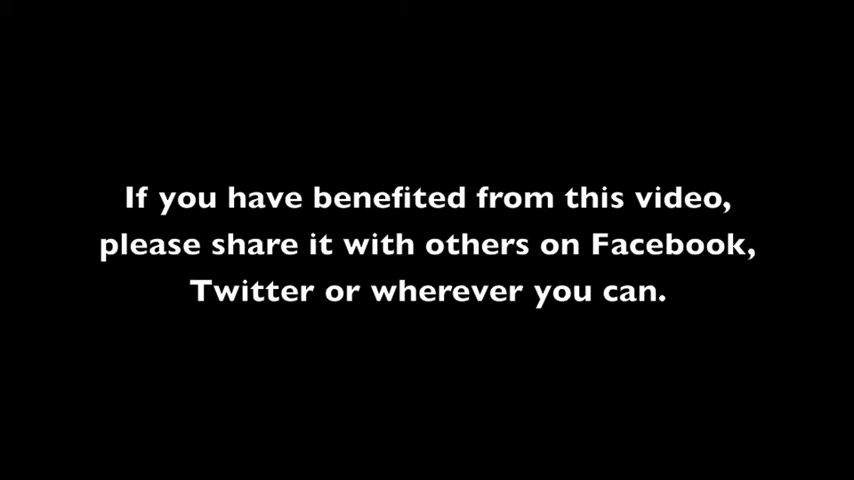 If you have benefited from this video,
please share it with others on Facebook,
Twitter or wherever you can.